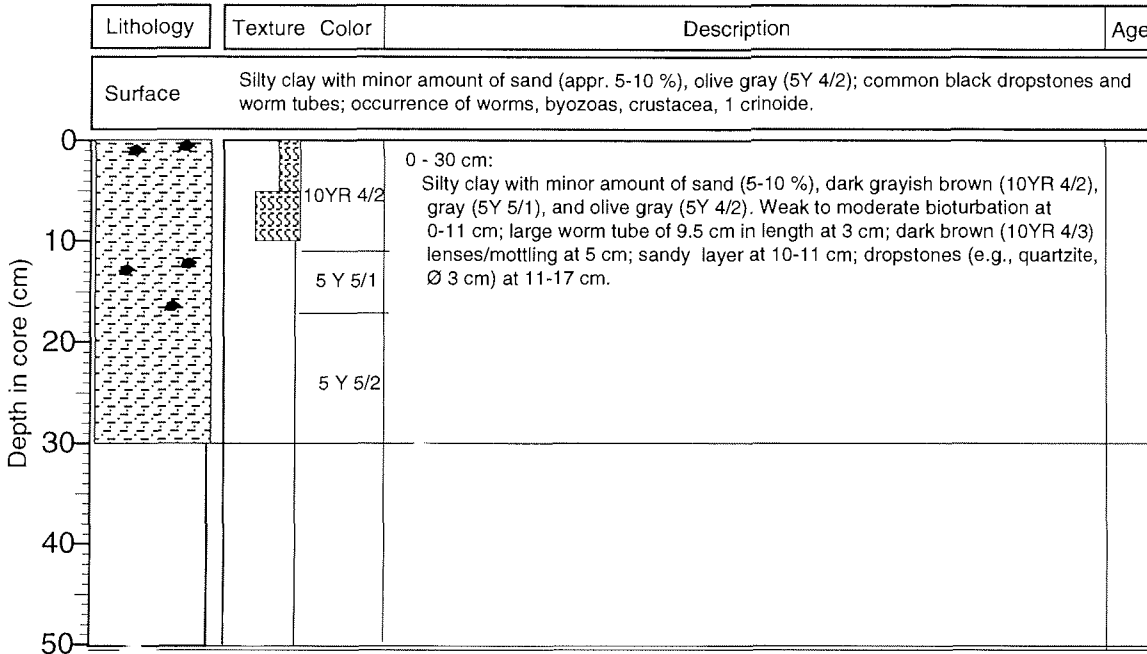 Lithology
Texture Color
Description
Age
Surface
Silty clay with minor amount of sand (appr. 5-10 %), olive gray (5Y 4/2); common black dropstones and
worm tubes; occurrence of worms, byozoas, crustacea, 1 crinoide.
Depth in core (cm)
0
10
20
30
40
50
10YR 4/2
5 Y 5/1
5 Y 5/2
0 - 30 cm:
Silty clay with minor amount of sand (5-10 %), dark grayish brown (10YR 4/2),
gray (5Y 5/1), and olive gray (5Y 4/2). Weak to moderate bioturbation at
0-11 cm; large worm tube of 9.5 cm in length at 3 cm; dark brown (10YR 4/3)
lenses/mottling at 5 cm; sandy layer at 10-11 cm; dropstones (e.g., quartzite,
Ø 3 cm) at 11-17 cm.